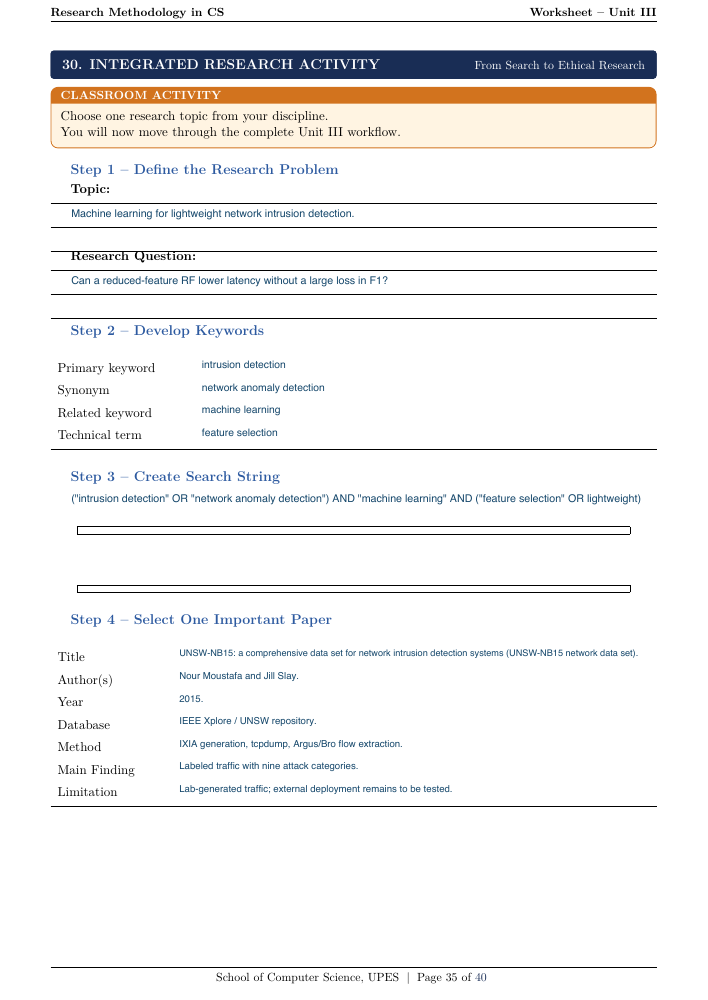 Research Methodology in CS Worksheet – Unit III
30. INTEGRATED RESEARCH ACTIVITY From Search to Ethical Research
CLASSROOM ACTIVITY
Choose one research topic from your discipline.
You will now move through the complete Unit III workflow.
Step 1 – Define the Research Problem
Topic:
Machine learning for lightweight network intrusion detection.
Research Question:
Can a reduced-feature RF lower latency without a large loss in F1?
Step 2 – Develop Keywords
Primary keyword intrusion detection
Synonym network anomaly detection
Related keyword machine learning
Technical term feature selection
Step 3 – Create Search String
("intrusion detection" OR "network anomaly detection") AND "machine learning" AND ("feature selection" OR lightweight)
Step 4 – Select One Important Paper
Title UNSW-NB15: a comprehensive data set for network intrusion detection systems (UNSW-NB15 network data set).
Author(s) Nour Moustafa and Jill Slay.
Year 2015.
Database IEEE Xplore / UNSW repository.
Method IXIA generation, tcpdump, Argus/Bro flow extraction.
Main Finding Labeled traffic with nine attack categories.
Limitation Lab-generated traffic; external deployment remains to be tested.
School of Computer Science, UPES | Page 35 of 40